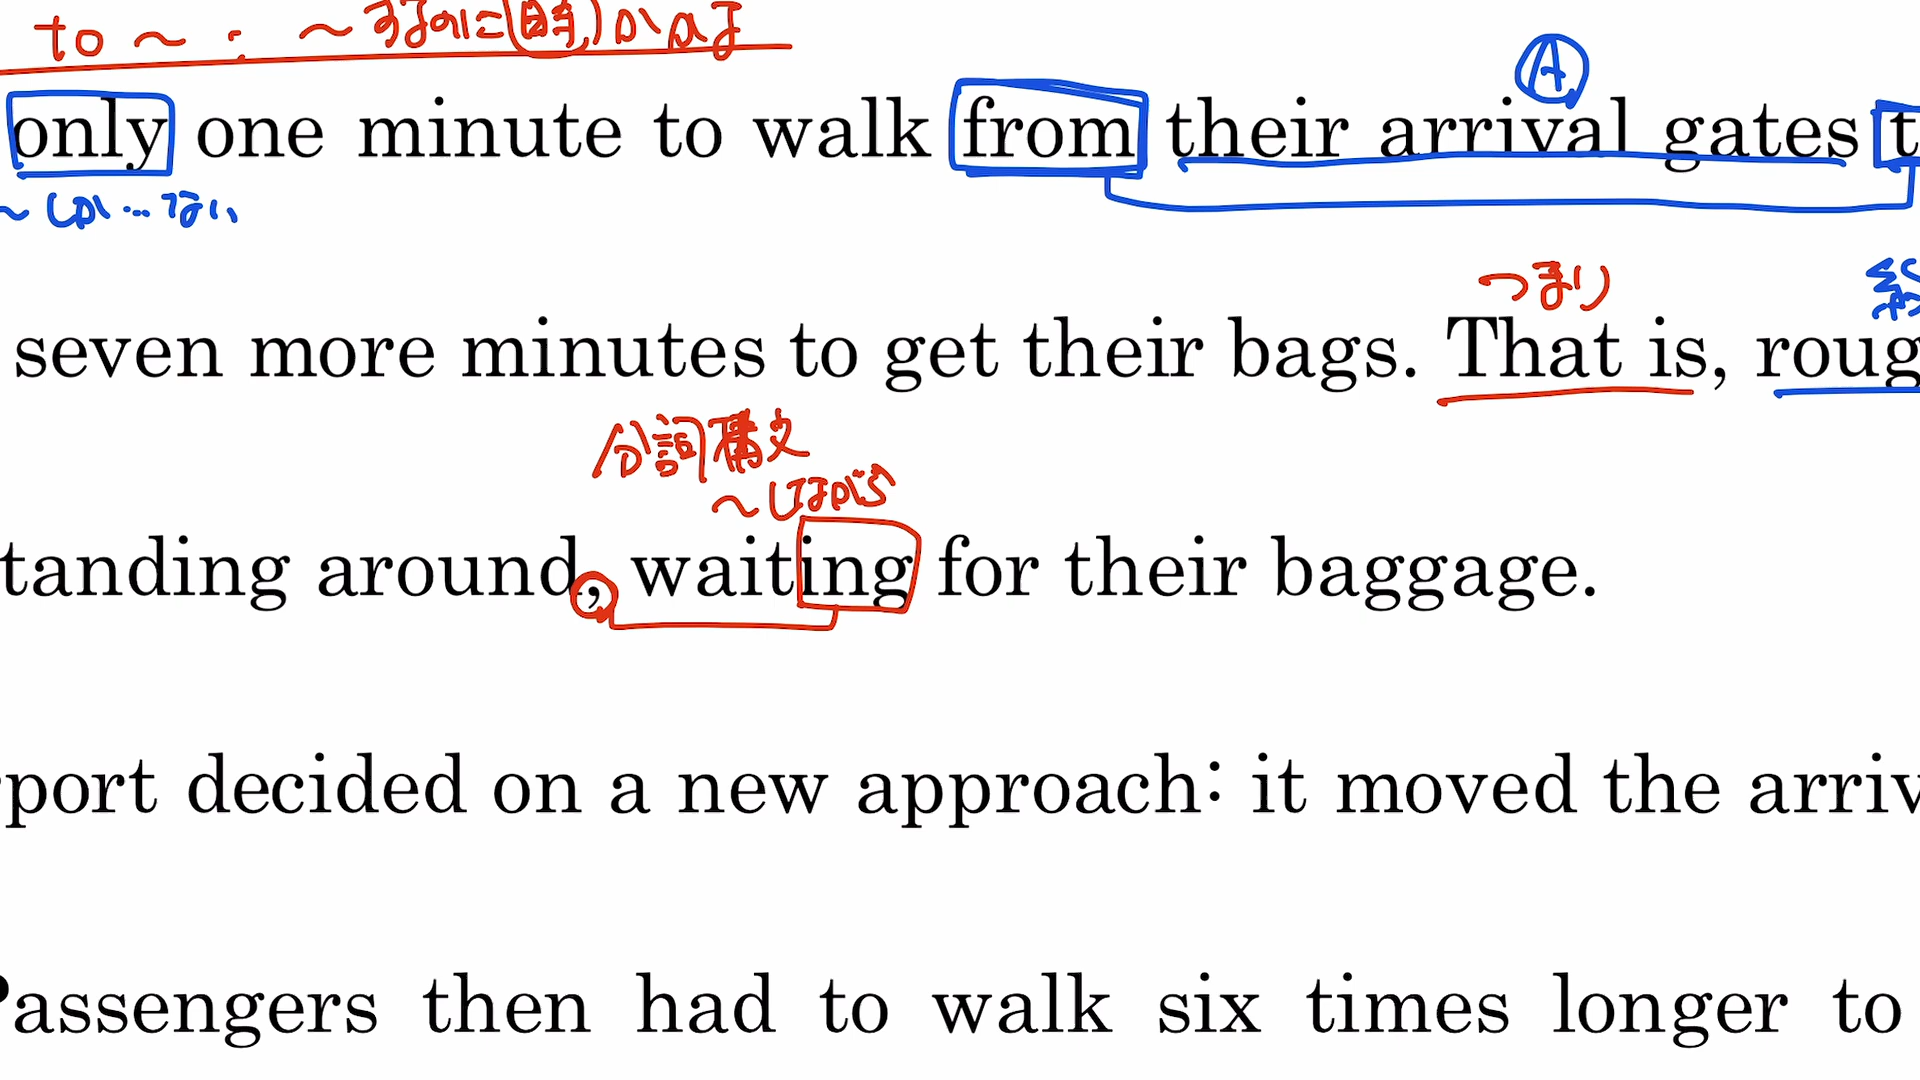 to ～ : ～するのに(時)かかる
A
only one minute to walk from their arrival gates t
～しか…ない
つまり
seven more minutes to get their bags. That is, roug
分詞構文
～しながら
tanding around, waiting for their baggage.
port decided on a new approach: it moved the arriv
Passengers then had to walk six times longer to